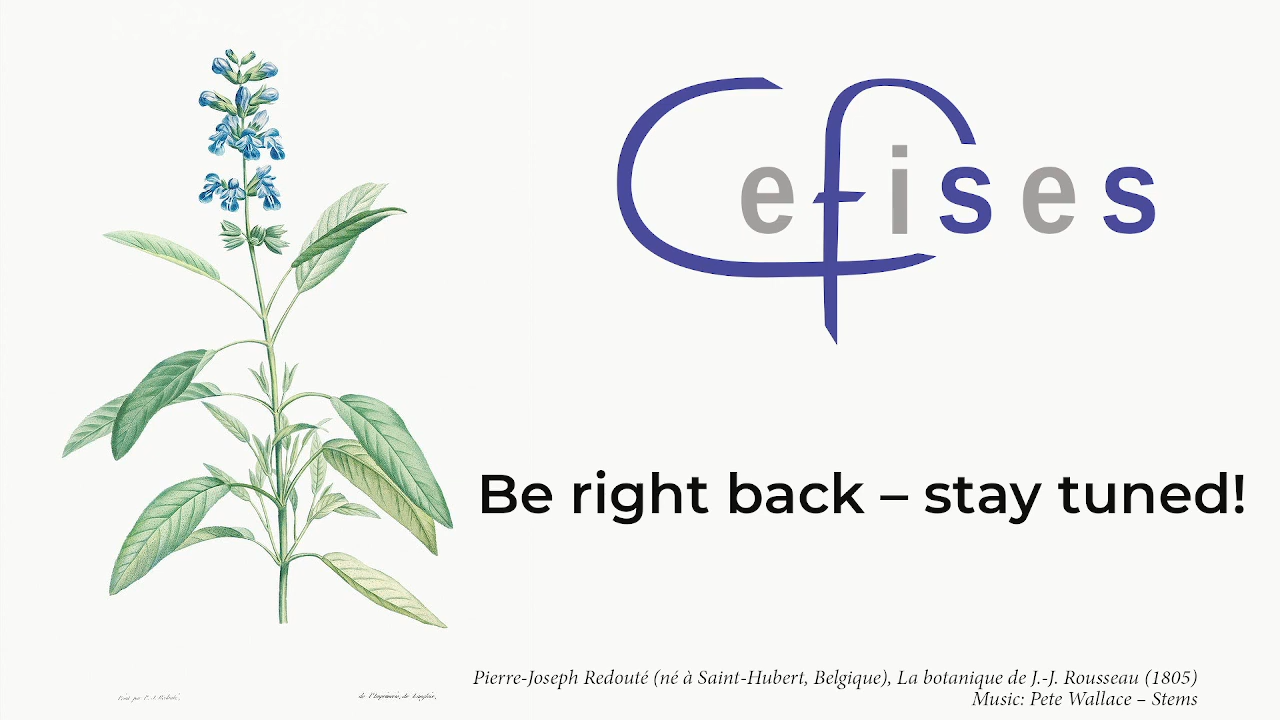 Cefises
Be right back – stay tuned!
Pierre-Joseph Redouté (né à Saint-Hubert, Belgique), La botanique de J.-J. Rousseau (1805)
Music: Pete Wallace – Stems